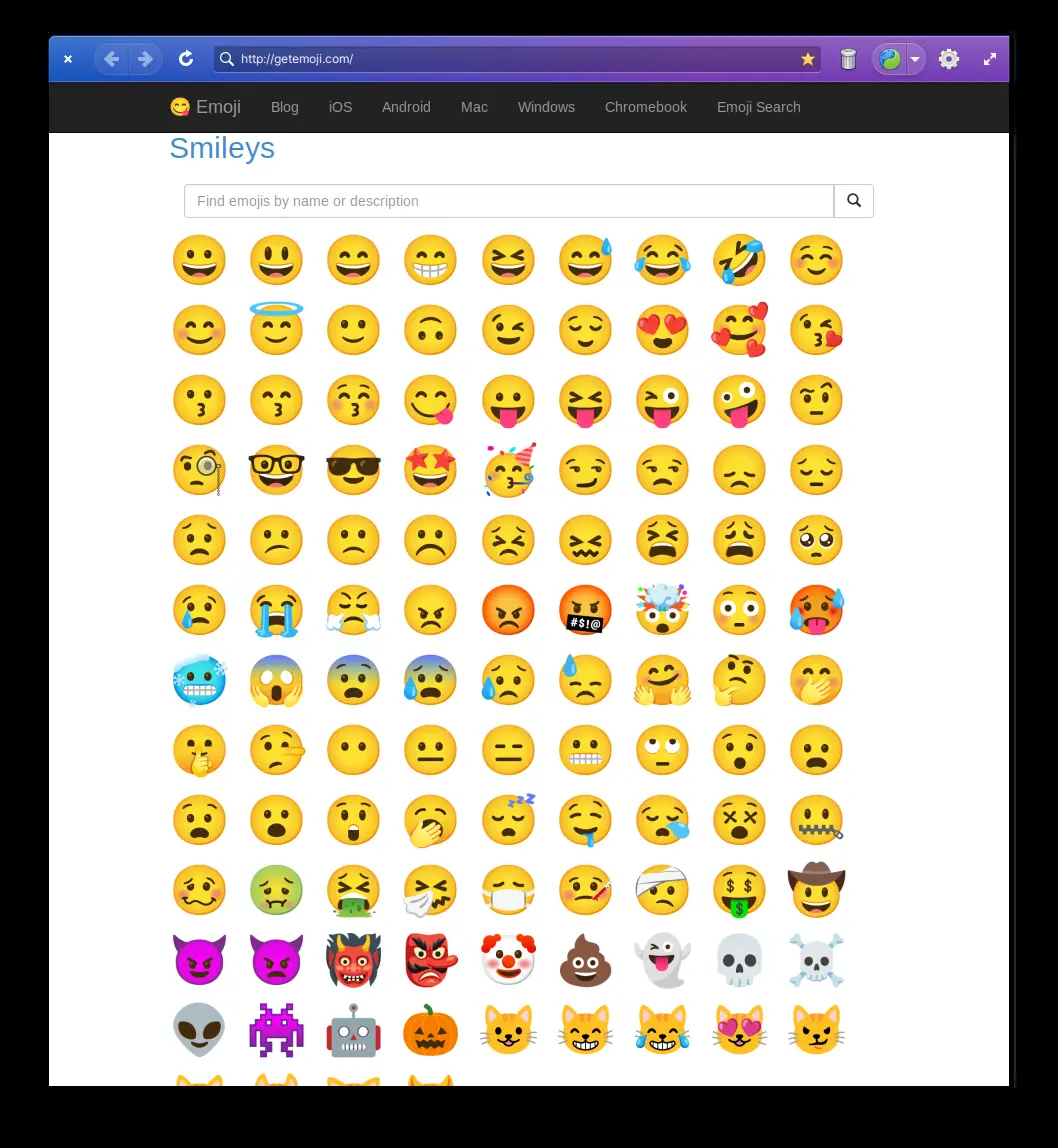 http://getemoji.com/
Emoji Blog iOS Android Mac Windows Chromebook Emoji Search
Smileys
Find emojis by name or description
#$!@
zzz
$ $
$